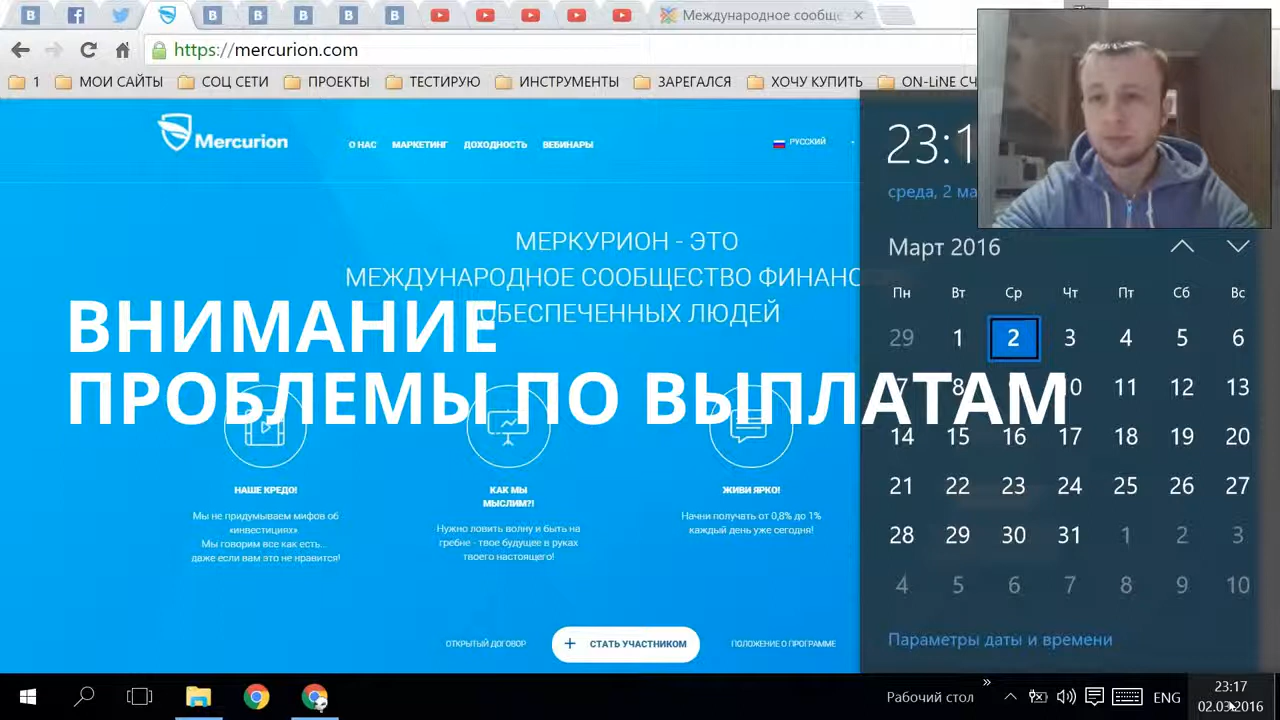 Международное сообще
https://mercurion.com
1
МОИ САЙТЫ
СОЦ СЕТИ
ПРОЕКТЫ
ТЕСТИРУЮ
ИНСТРУМЕНТЫ
ЗАРЕГАЛСЯ
ХОЧУ КУПИТЬ
ON-LiNE СЧ
Mercurion
О НАС
МАРКЕТИНГ
ДОХОДНОСТЬ
ВЕБИНАРЫ
РУССКИЙ
МЕРКУРИОН - ЭТО
МЕЖДУНАРОДНОЕ СООБЩЕСТВО ФИНАНС
ОБЕСПЕЧЕННЫХ ЛЮДЕЙ
ВНИМАНИЕ
ПРОБЛЕМЫ ПО ВЫПЛАТАМ
НАШЕ КРЕДО!
Мы не придумываем мифов об
«инвестициях»
Мы говорим все как есть...
даже если вам это не нравится!
КАК МЫ
МЫСЛИМ?!
Нужно ловить волну и быть на
гребне - твое будущее в руках
твоего настоящего!
ЖИВИ ЯРКО!
Начни получать от 0,8% до 1%
каждый день уже сегодня!
ОТКРЫТЫЙ ДОГОВОР
+ СТАТЬ УЧАСТНИКОМ
ПОЛОЖЕНИЕ О ПРОГРАММЕ
23:1
среда, 2 ма
Март 2016
Пн Вт Ср Чт Пт Сб Вс
29 1 2 3 4 5 6
7 8 10 11 12 13
14 15 16 17 18 19 20
21 22 23 24 25 26 27
28 29 30 31 1 2 3
4 5 6 7 8 9 10
Параметры даты и времени
Рабочий стол
»
ENG
23:17
02.03.2016